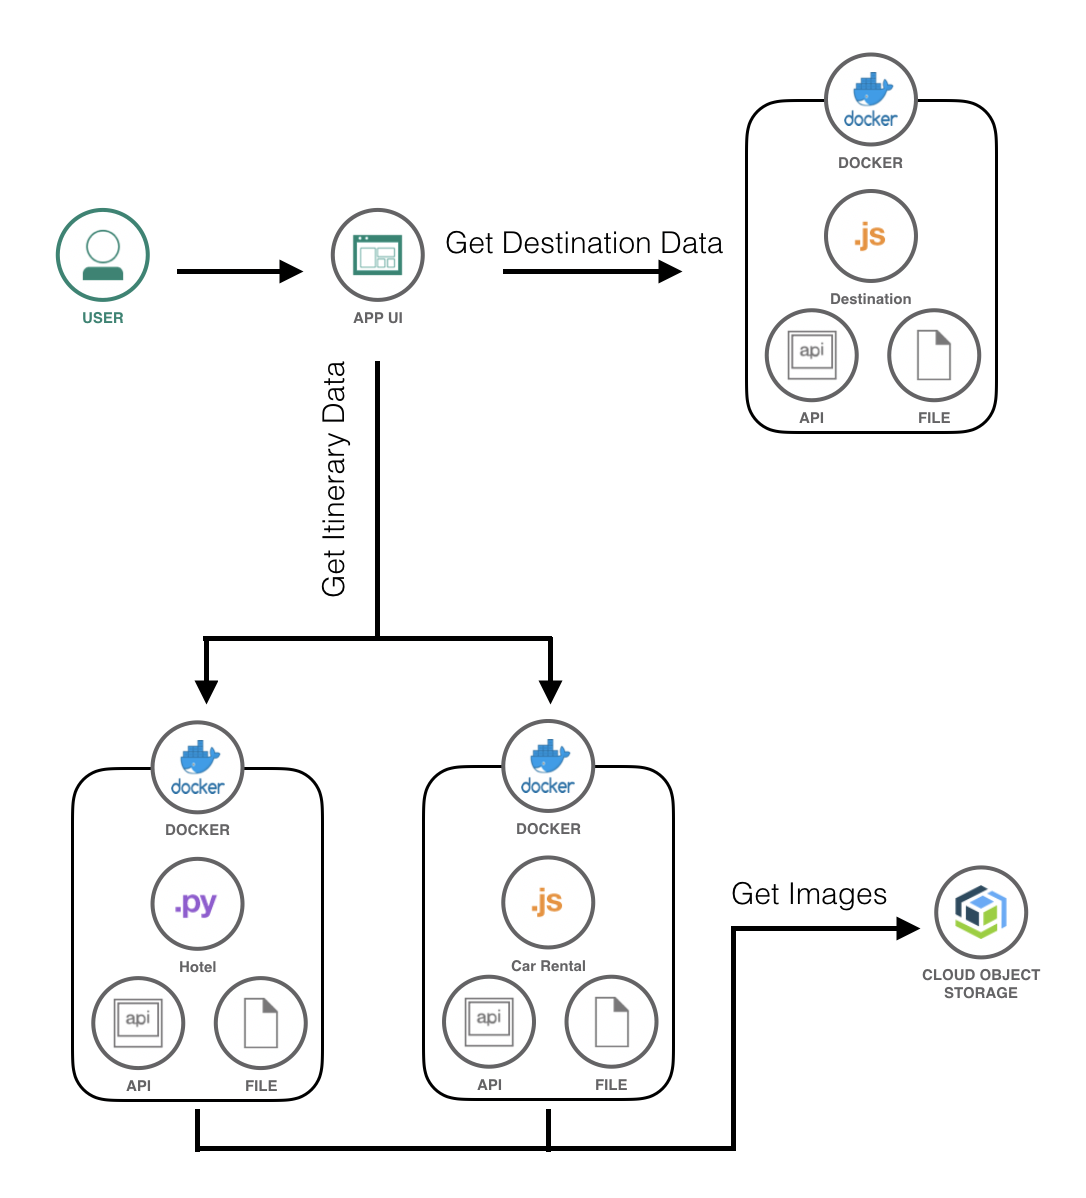 docker
DOCKER
.js
Destination
api
API
FILE
USER
APP UI
Get Destination Data
Get Itinerary Data
docker
DOCKER
.py
Hotel
api
API
FILE
docker
DOCKER
.js
Car Rental
api
API
FILE
Get Images
CLOUD OBJECT
STORAGE